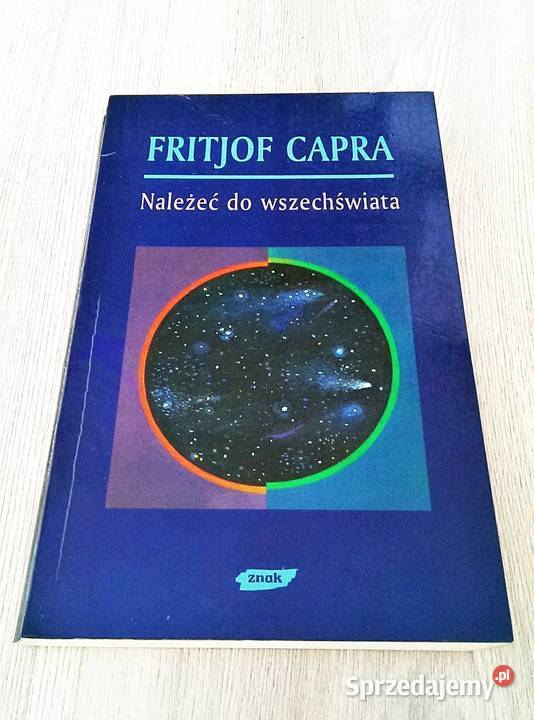 FRITJOF CAPRA
Należeć do wszechświata
znak
Sprzedajemy.pl